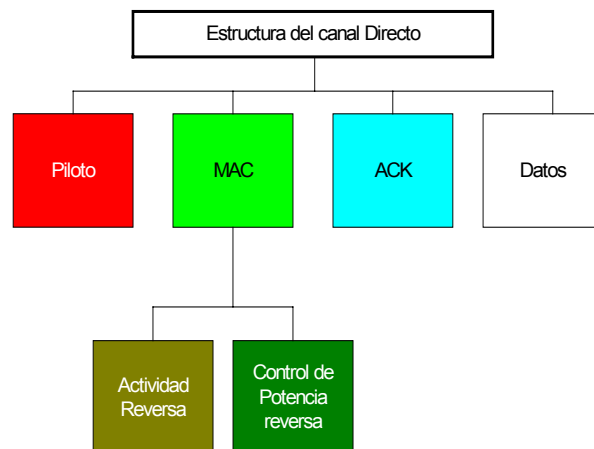 Estructura del canal Directo
Piloto
MAC
ACK
Datos
Actividad
Reversa
Control de
Potencia
reversa